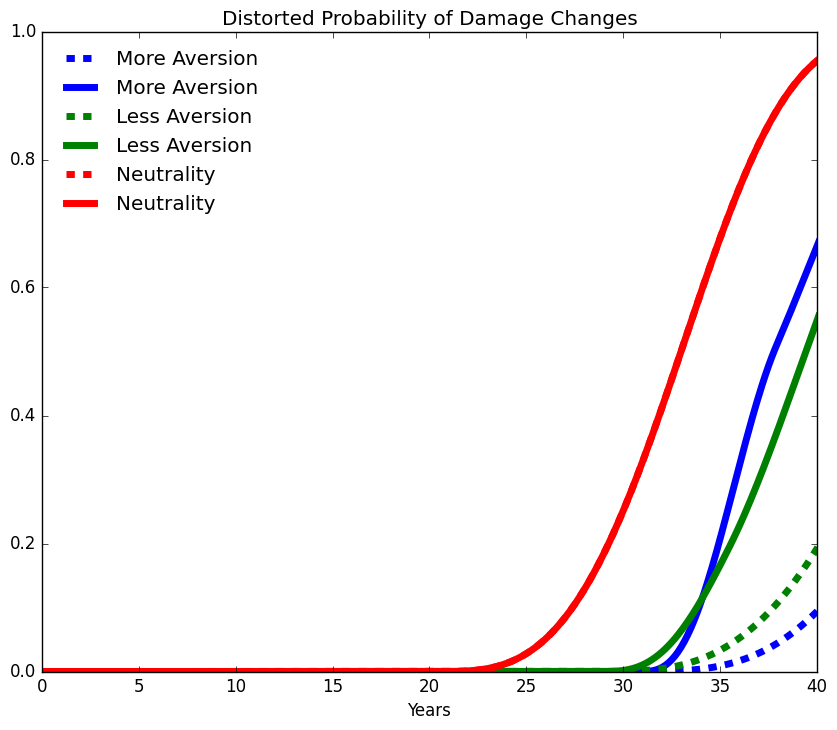 Distorted Probability of Damage Changes
1.0
0.8
0.6
0.4
0.2
0.0
More Aversion
More Aversion
Less Aversion
Less Aversion
Neutrality
Neutrality
0 5 10 15 20 25 30 35 40
Years